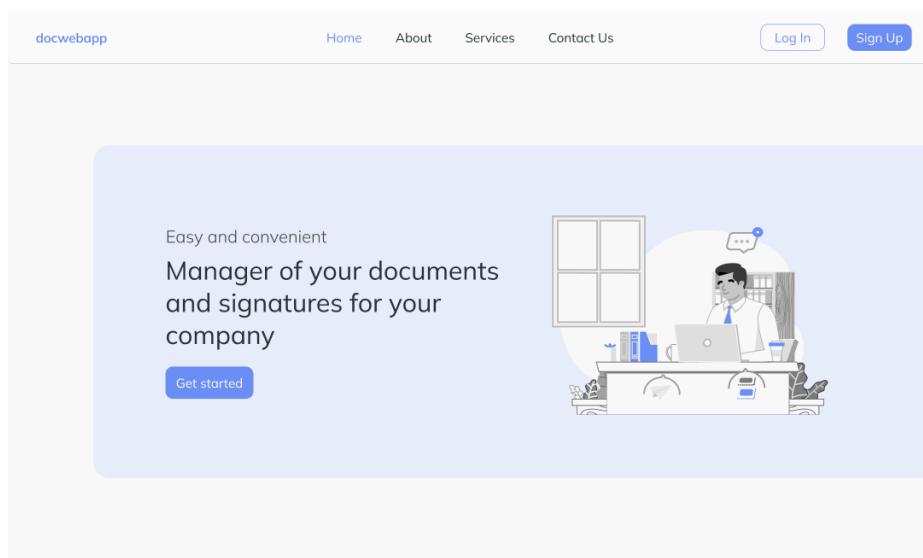 docwebapp
Home
About
Services
Contact Us
Log In
Sign Up
Easy and convenient
Manager of your documents
and signatures for your
company
Get started